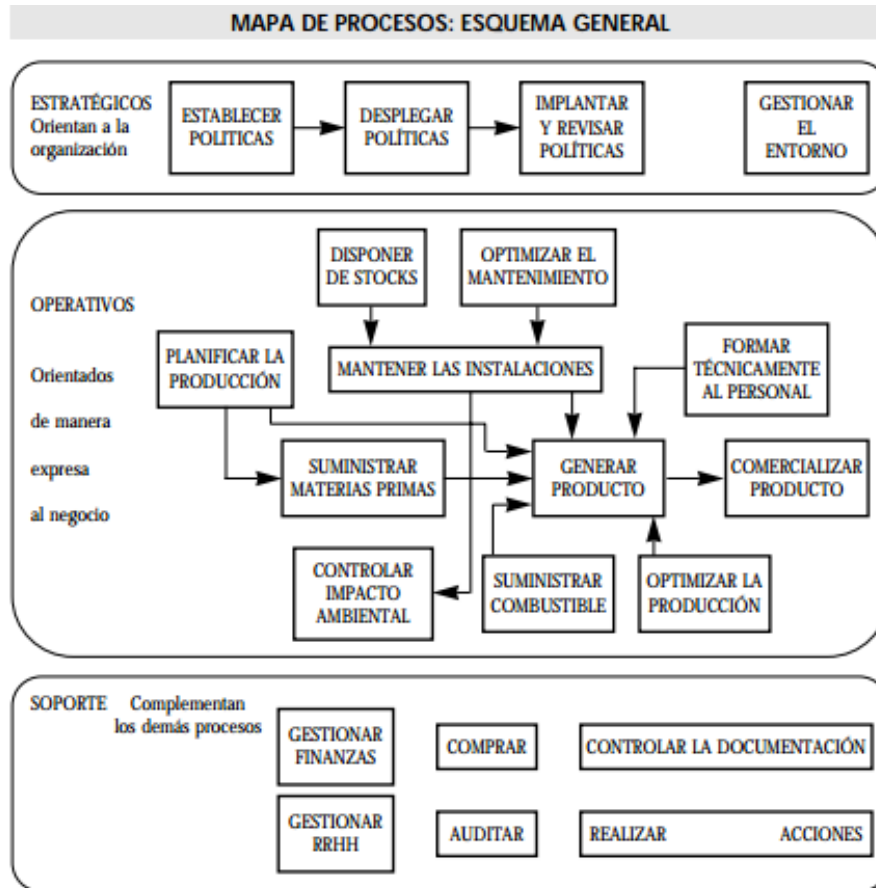 MAPA DE PROCESOS: ESQUEMA GENERAL
ESTRATÉGICOS
Orientan a la
organización
ESTABLECER
POLITICAS
DESPLEGAR
POLÍTICAS
IMPLANTAR
Y REVISAR
POLÍTICAS
GESTIONAR
EL
ENTORNO
OPERATIVOS
Orientados
de manera
expresa
al negocio
DISPONER
DE STOCKS
OPTIMIZAR EL
MANTENIMIENTO
PLANIFICAR LA
PRODUCCIÓN
MANTENER LAS INSTALACIONES
FORMAR
TÉCNICAMENTE
AL PERSONAL
SUMINISTRAR
MATERIAS PRIMAS
GENERAR
PRODUCTO
COMERCIALIZAR
PRODUCTO
CONTROLAR
IMPACTO
AMBIENTAL
SUMINISTRAR
COMBUSTIBLE
OPTIMIZAR LA
PRODUCCIÓN
SOPORTE Complementan
los demás procesos
GESTIONAR
FINANZAS
COMPRAR
CONTROLAR LA DOCUMENTACIÓN
GESTIONAR
RRHH
AUDITAR
REALIZAR ACCIONES